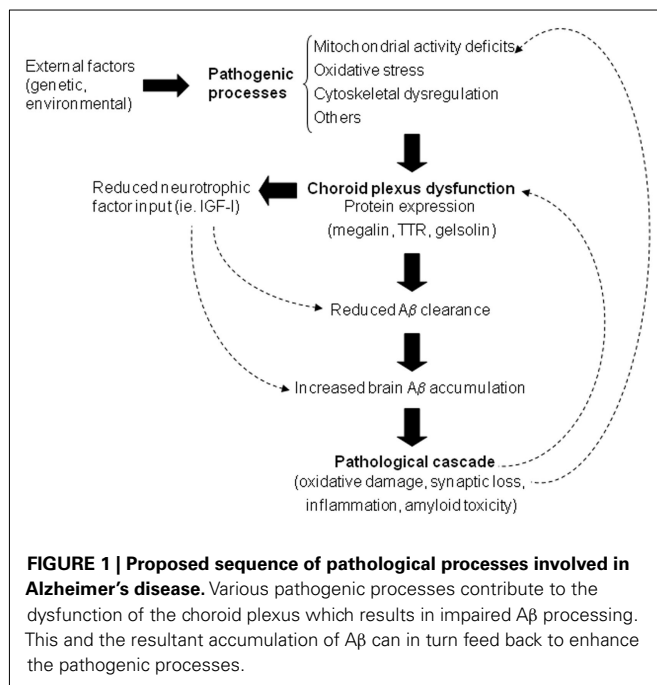 External factors
(genetic,
environmental)
Pathogenic
processes
Mitochondrial activity deficits
Oxidative stress
Cytoskeletal dysregulation
Others
Reduced neurotrophic
factor input (ie. IGF-I)
Choroid plexus dysfunction
Protein expression
(megalin, TTR, gelsolin)
Reduced Aβ clearance
Increased brain Aβ accumulation
Pathological cascade
(oxidative damage, synaptic loss,
inflammation, amyloid toxicity)
FIGURE 1 | Proposed sequence of pathological processes involved in
Alzheimer's disease. Various pathogenic processes contribute to the
dysfunction of the choroid plexus which results in impaired Aβ processing.
This and the resultant accumulation of Aβ can in turn feed back to enhance
the pathogenic processes.